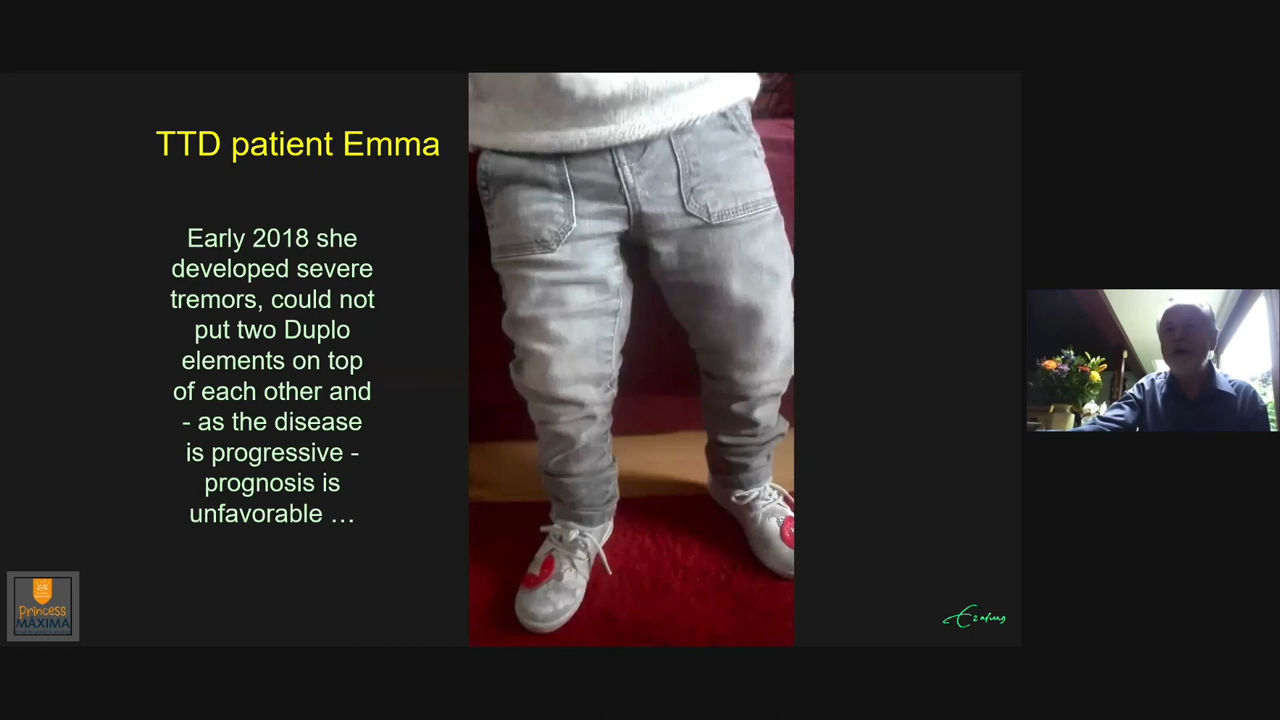 TTD patient Emma
Early 2018 she
developed severe
tremors, could not
put two Duplo
elements on top
of each other and
- as the disease
is progressive -
prognosis is
unfavorable …
Princess
MÁXIMA
Erasmus